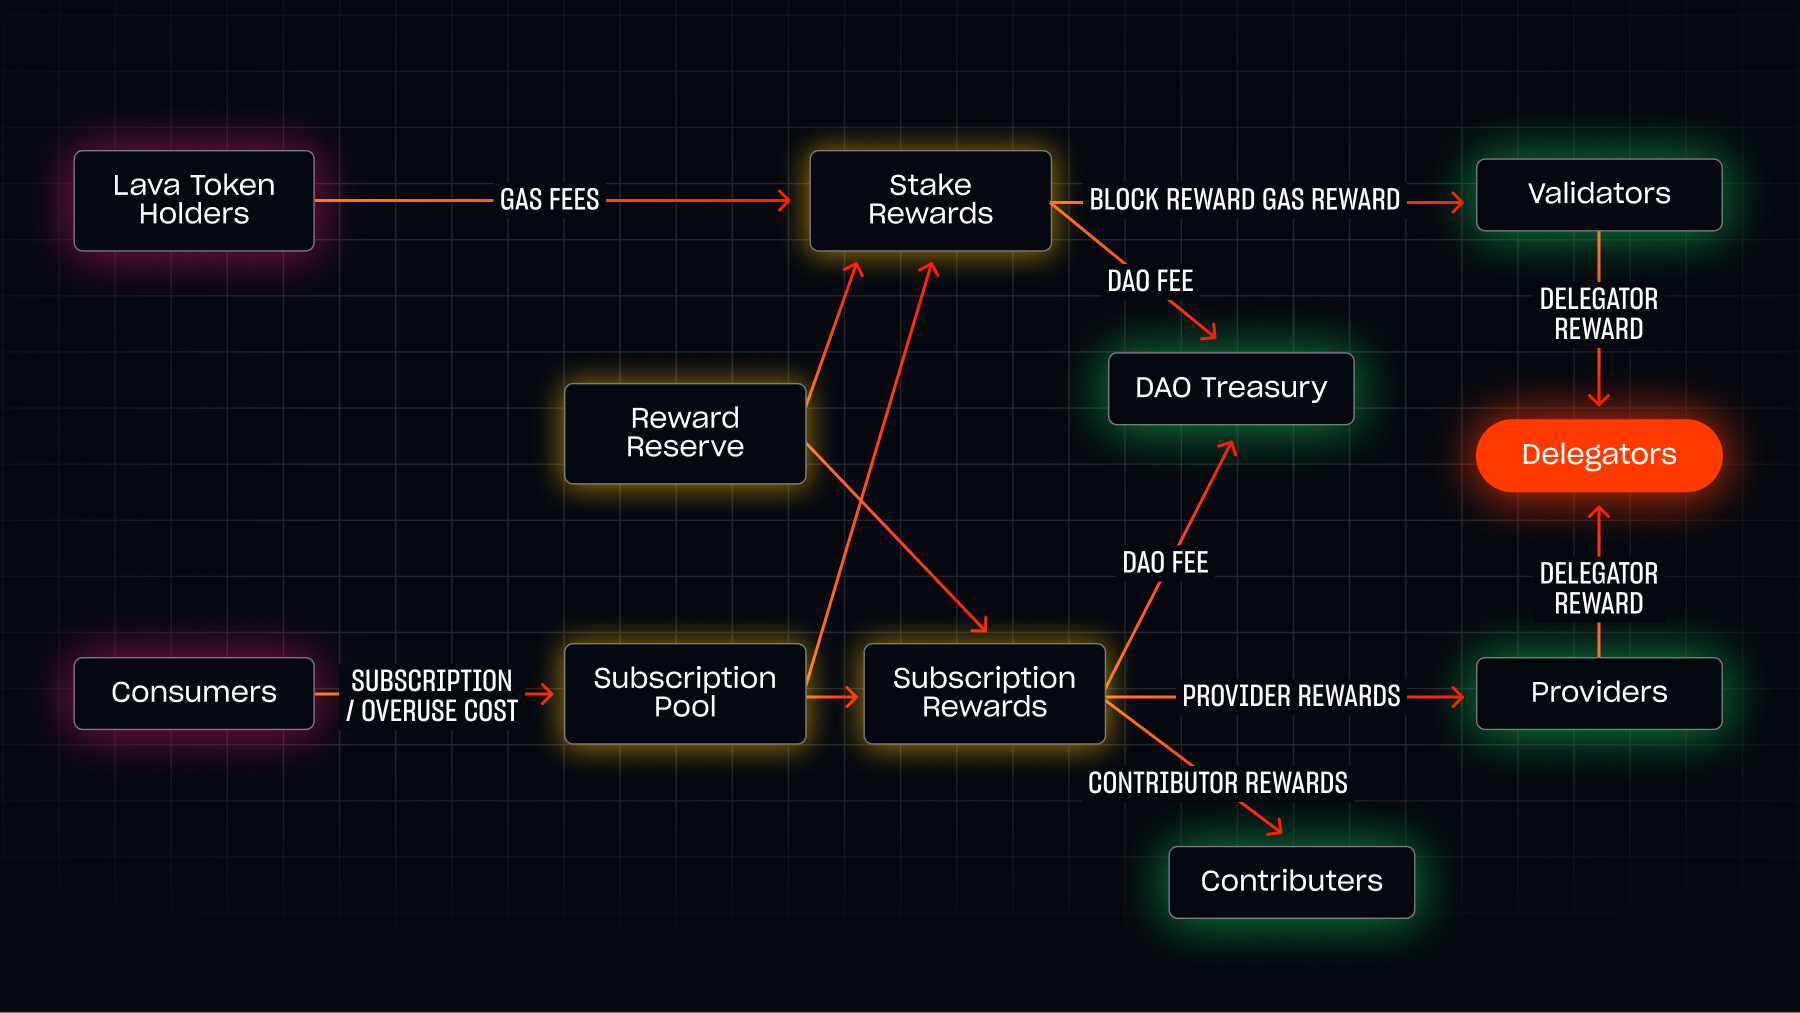 Lava Token
Holders
GAS FEES
Stake
Rewards
BLOCK REWARD GAS REWARD
Validators
DAO FEE
DELEGATOR
REWARD
DAO Treasury
Reward
Reserve
Delegators
DAO FEE
DELEGATOR
REWARD
Consumers
SUBSCRIPTION
/ OVERUSE COST
Subscription
Pool
Subscription
Rewards
PROVIDER REWARDS
Providers
CONTRIBUTOR REWARDS
Contributers